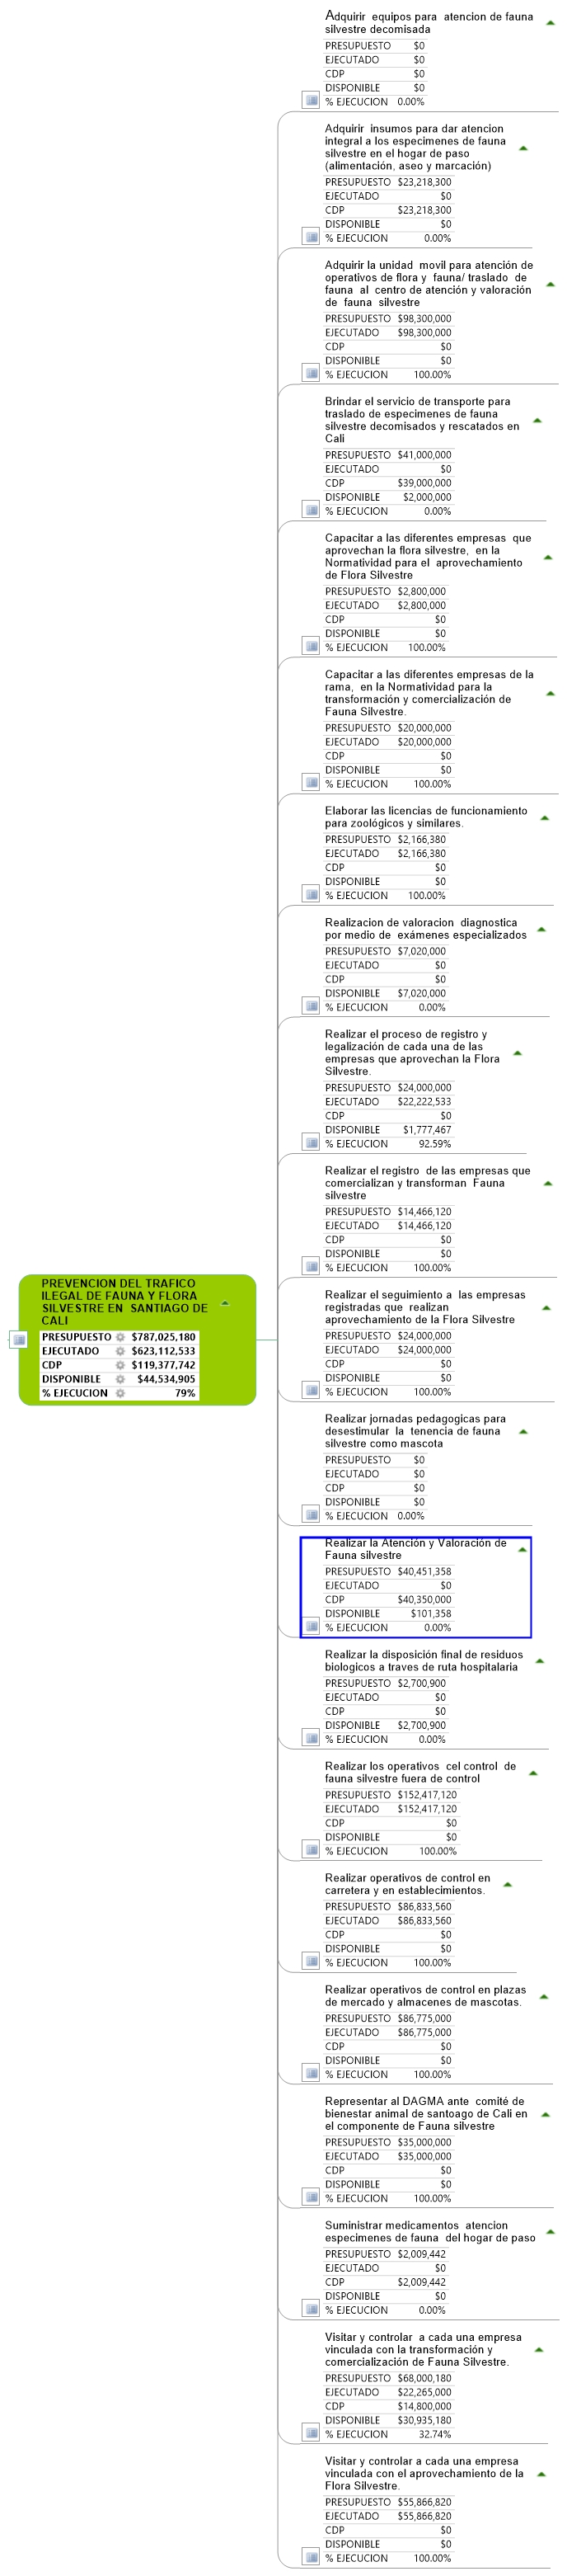 Adquirir equipos para atencion de fauna
silvestre decomisada
PRESUPUESTO $0
EJECUTADO $0
CDP $0
DISPONIBLE $0
% EJECUCION 0.00%
Adquirir insumos para dar atencion
integral a los especimenes de fauna
silvestre en el hogar de paso
(alimentación, aseo y marcación)
PRESUPUESTO $23,218,300
EJECUTADO $0
CDP $23,218,300
DISPONIBLE $0
% EJECUCION 0.00%
Adquirir la unidad movil para atención de
operativos de flora y fauna/ traslado de
fauna al centro de atención y valoración
de fauna silvestre
PRESUPUESTO $98,300,000
EJECUTADO $98,300,000
CDP $0
DISPONIBLE $0
% EJECUCION 100.00%
Brindar el servicio de transporte para
traslado de especimenes de fauna
silvestre decomisados y rescatados en
Cali
PRESUPUESTO $41,000,000
EJECUTADO $0
CDP $39,000,000
DISPONIBLE $2,000,000
% EJECUCION 0.00%
Capacitar a las diferentes empresas que
aprovechan la flora silvestre, en la
Normatividad para el aprovechamiento
de Flora Silvestre
PRESUPUESTO $2,800,000
EJECUTADO $2,800,000
CDP $0
DISPONIBLE $0
% EJECUCION 100.00%
Capacitar a las diferentes empresas de la
rama, en la Normatividad para la
transformación y comercialización de
Fauna Silvestre.
PRESUPUESTO $20,000,000
EJECUTADO $20,000,000
CDP $0
DISPONIBLE $0
% EJECUCION 100.00%
Elaborar las licencias de funcionamiento
para zoológicos y similares.
PRESUPUESTO $2,166,380
EJECUTADO $2,166,380
CDP $0
DISPONIBLE $0
% EJECUCION 100.00%
Realizacion de valoracion diagnostica
por medio de exámenes especializados
PRESUPUESTO $7,020,000
EJECUTADO $0
CDP $0
DISPONIBLE $7,020,000
% EJECUCION 0.00%
Realizar el proceso de registro y
legalización de cada una de las
empresas que aprovechan la Flora
Silvestre.
PRESUPUESTO $24,000,000
EJECUTADO $22,222,533
CDP $0
DISPONIBLE $1,777,467
% EJECUCION 92.59%
Realizar el registro de las empresas que
comercializan y transforman Fauna
silvestre
PRESUPUESTO $14,466,120
EJECUTADO $14,466,120
CDP $0
DISPONIBLE $0
% EJECUCION 100.00%
PREVENCION DEL TRAFICO
ILEGAL DE FAUNA Y FLORA
SILVESTRE EN SANTIAGO DE
CALI
PRESUPUESTO $787,025,180
EJECUTADO $623,112,533
CDP $119,377,742
DISPONIBLE $44,534,905
% EJECUCION 79%
Realizar el seguimiento a las empresas
registradas que realizan
aprovechamiento de la Flora Silvestre
PRESUPUESTO $24,000,000
EJECUTADO $24,000,000
CDP $0
DISPONIBLE $0
% EJECUCION 100.00%
Realizar jornadas pedagogicas para
desestimular la tenencia de fauna
silvestre como mascota
PRESUPUESTO $0
EJECUTADO $0
CDP $0
DISPONIBLE $0
% EJECUCION 0.00%
Realizar la Atención y Valoración de
Fauna silvestre
PRESUPUESTO $40,451,358
EJECUTADO $0
CDP $40,350,000
DISPONIBLE $101,358
% EJECUCION 0.00%
Realizar la disposición final de residuos
biologicos a traves de ruta hospitalaria
PRESUPUESTO $2,700,900
EJECUTADO $0
CDP $0
DISPONIBLE $2,700,900
% EJECUCION 0.00%
Realizar los operativos cel control de
fauna silvestre fuera de control
PRESUPUESTO $152,417,120
EJECUTADO $152,417,120
CDP $0
DISPONIBLE $0
% EJECUCION 100.00%
Realizar operativos de control en
carretera y en establecimientos.
PRESUPUESTO $86,833,560
EJECUTADO $86,833,560
CDP $0
DISPONIBLE $0
% EJECUCION 100.00%
Realizar operativos de control en plazas
de mercado y almacenes de mascotas.
PRESUPUESTO $86,775,000
EJECUTADO $86,775,000
CDP $0
DISPONIBLE $0
% EJECUCION 100.00%
Representar al DAGMA ante comité de
bienestar animal de santoago de Cali en
el componente de Fauna silvestre
PRESUPUESTO $35,000,000
EJECUTADO $35,000,000
CDP $0
DISPONIBLE $0
% EJECUCION 100.00%
Suministrar medicamentos atencion
especimenes de fauna del hogar de paso
PRESUPUESTO $2,009,442
EJECUTADO $0
CDP $2,009,442
DISPONIBLE $0
% EJECUCION 0.00%
Visitar y controlar a cada una empresa
vinculada con la transformación y
comercialización de Fauna Silvestre.
PRESUPUESTO $68,000,180
EJECUTADO $22,265,000
CDP $14,800,000
DISPONIBLE $30,935,180
% EJECUCION 32.74%
Visitar y controlar a cada una empresa
vinculada con el aprovechamiento de la
Flora Silvestre.
PRESUPUESTO $55,866,820
EJECUTADO $55,866,820
CDP $0
DISPONIBLE $0
% EJECUCION 100.00%